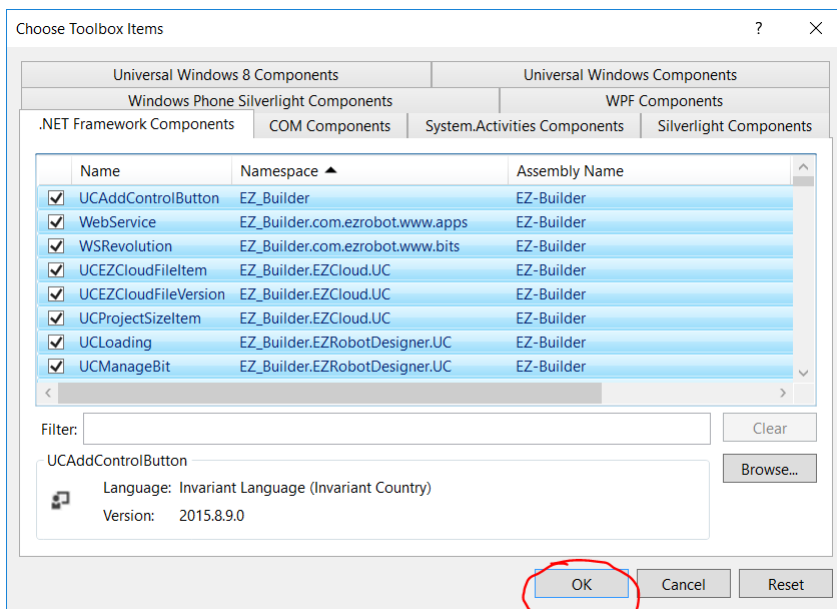 Choose Toolbox Items ?
Universal Windows 8 Components Universal Windows Components
Windows Phone Silverlight Components WPF Components
.NET Framework Components COM Components System.Activities Components Silverlight Components
Name Namespace Assembly Name
UCAddControlButton EZ_Builder EZ-Builder
WebService EZ_Builder.com.ezrobot.www.apps EZ-Builder
WSRevolution EZ_Builder.com.ezrobot.www.bits EZ-Builder
UCEZCloudFileItem EZ_Builder.EZCloud.UC EZ-Builder
UCEZCloudFileVersion EZ_Builder.EZCloud.UC EZ-Builder
UCProjectSizeItem EZ_Builder.EZCloud.UC EZ-Builder
UCLoading EZ_Builder.EZRobotDesigner.UC EZ-Builder
UCManageBit EZ_Builder.EZRobotDesigner.UC EZ-Builder
Filter: Clear
UCAddControlButton
Browse...
Language: Invariant Language (Invariant Country)
Version: 2015.8.9.0
OK Cancel Reset